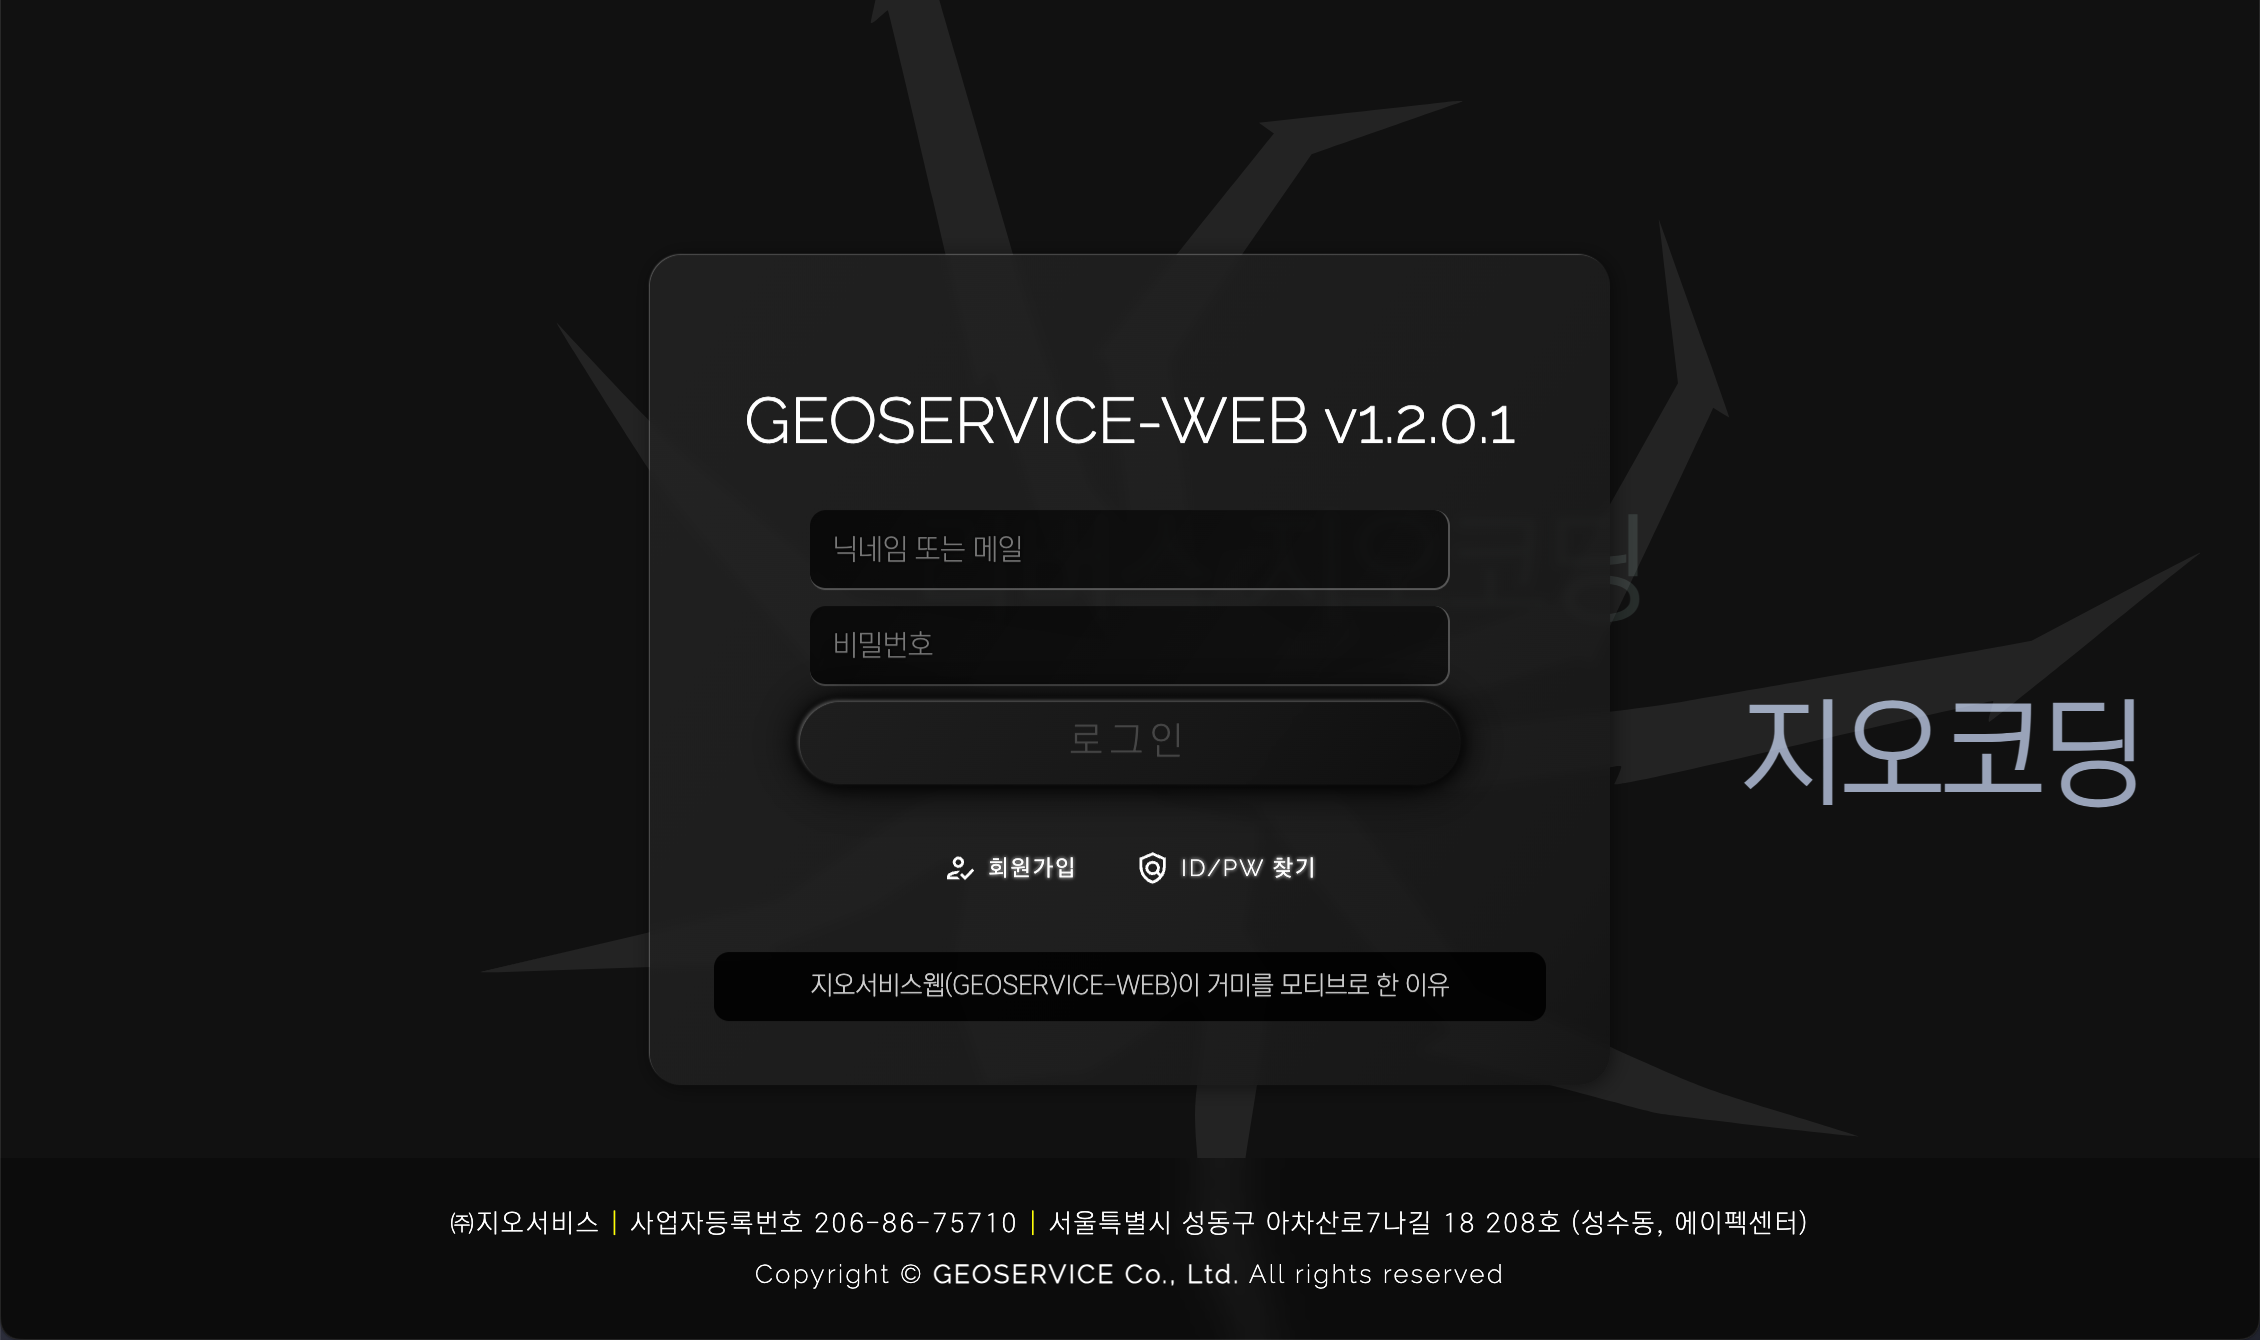 GEOSERVICE-WEB v1.2.0.1
닉네임 또는 메일
비밀번호
로그인
지오코딩
회원가입
ID/PW 찾기
지오서비스웹(GEOSERVICE-WEB)이 거미를 모티브로 한 이유
㈜지오서비스 | 사업자등록번호 206-86-75710 | 서울특별시 성동구 아차산로7나길 18 208호 (성수동, 에이펙센터)
Copyright © GEOSERVICE Co., Ltd. All rights reserved